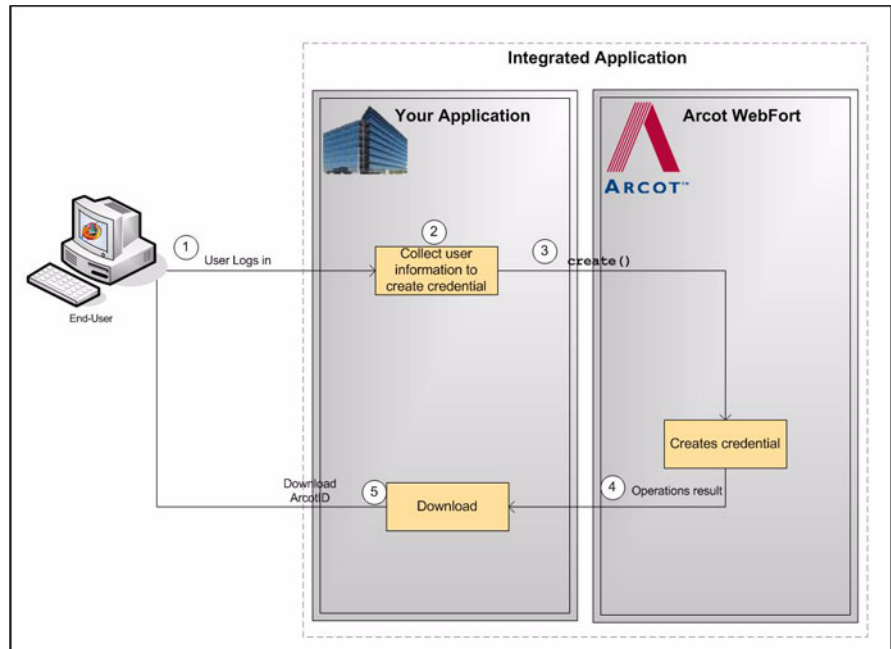 Integrated Application
Your Application
Arcot WebFort
ARCOT™
1
User Logs in
2
Collect user
information to
create credential
3
create()
End-User
Creates credential
4
Operations result
5
Download
Download
ArcotID